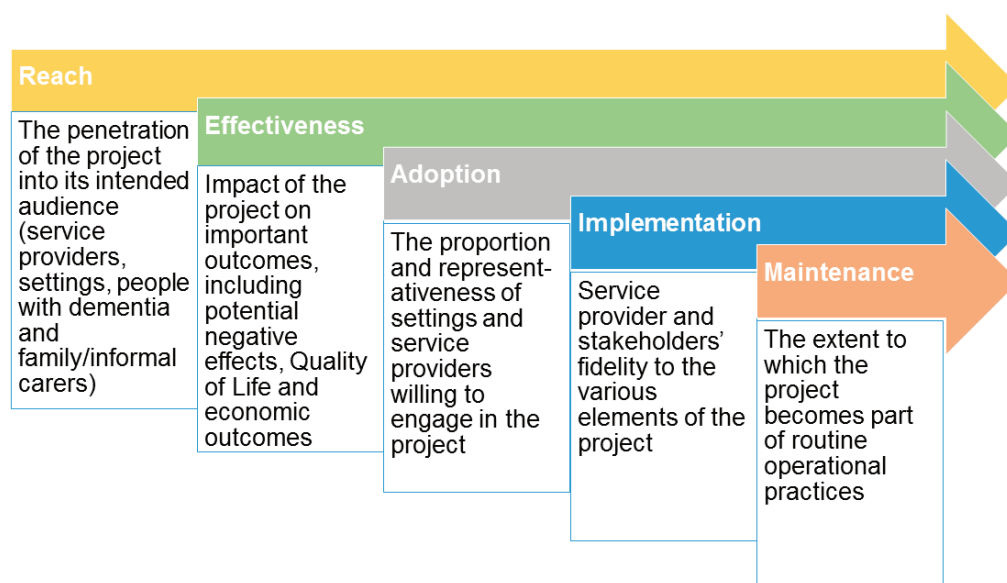 Reach
The penetration
of the project
into its intended
audience
(service
providers,
settings, people
with dementia
and
family/informal
carers)
Effectiveness
Impact of the
project on
important
outcomes,
including
potential
negative
effects, Quality
of Life and
economic
outcomes
Adoption
The proportion
and represent-
ativeness of
settings and
service
providers
willing to
engage in the
project
Implementation
Service
provider and
stakeholders’
fidelity to the
various
elements of the
project
Maintenance
The extent to
which the
project
becomes part
of routine
operational
practices